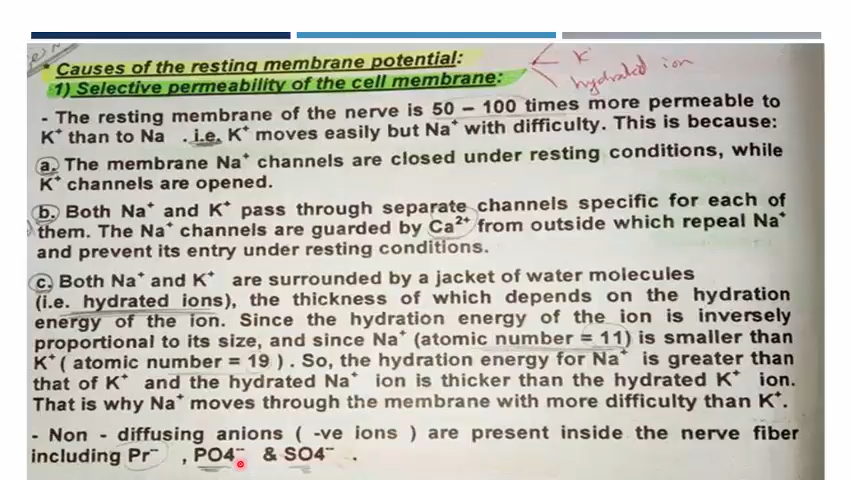 Causes of the resting membrane potential:
1) Selective permeability of the cell membrane:
K
hydrated ion
- The resting membrane of the nerve is 50 – 100 times more permeable to
K⁺ than to Na . i.e. K⁺ moves easily but Na⁺ with difficulty. This is because:
a. The membrane Na⁺ channels are closed under resting conditions, while
K⁺ channels are opened.
b. Both Na⁺ and K⁺ pass through separate channels specific for each of
them. The Na⁺ channels are guarded by Ca²⁺ from outside which repeal Na⁺
and prevent its entry under resting conditions.
c. Both Na⁺ and K⁺ are surrounded by a jacket of water molecules
(i.e. hydrated ions), the thickness of which depends on the hydration
energy of the ion. Since the hydration energy of the ion is inversely
proportional to its size, and since Na⁺ (atomic number = 11) is smaller than
K⁺ ( atomic number = 19 ) . So, the hydration energy for Na⁺ is greater than
that of K⁺ and the hydrated Na⁺ ion is thicker than the hydrated K⁺ ion.
That is why Na⁺ moves through the membrane with more difficulty than K⁺.
- Non - diffusing anions ( -ve ions ) are present inside the nerve fiber
including Pr⁻ , PO4⁻⁻ & SO4⁻⁻ .